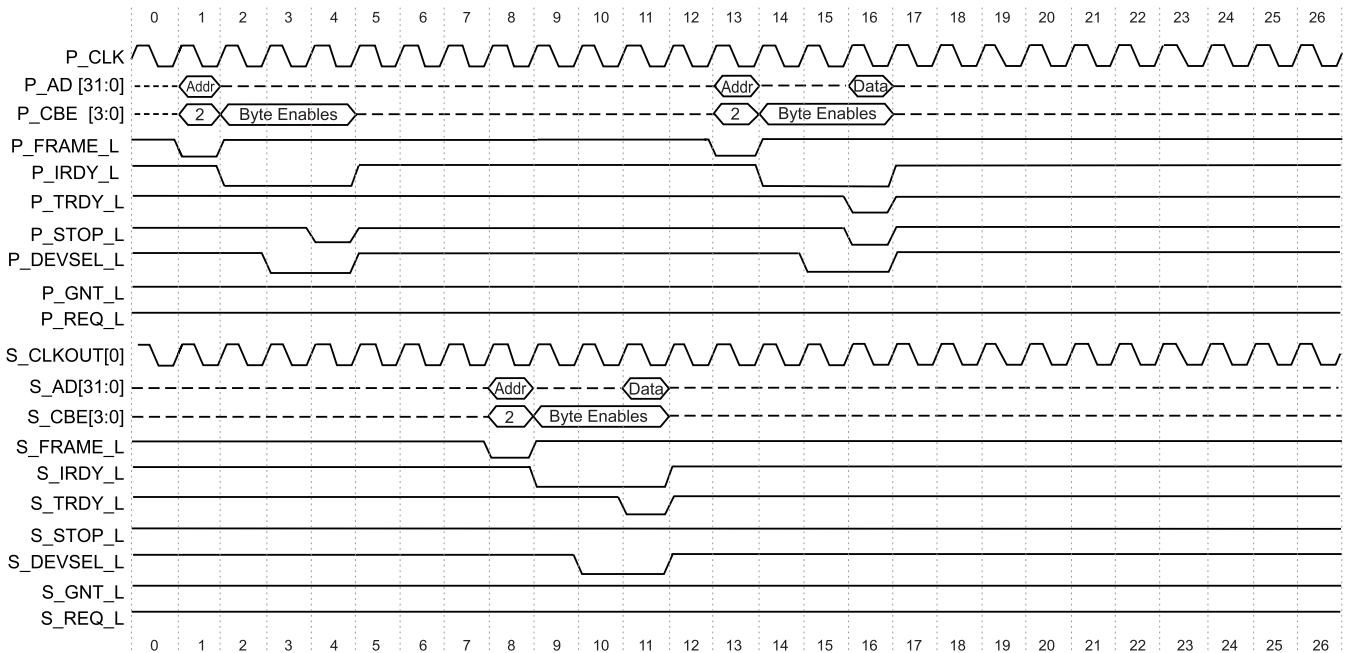 0 1 2 3 4 5 6 7 8 9 10 11 12 13 14 15 16 17 18 19 20 21 22 23 24 25 26
P_CLK
P_AD [31:0] Addr Addr Data
P_CBE [3:0] 2 Byte Enables 2 Byte Enables
P_FRAME_L
P_IRDY_L
P_TRDY_L
P_STOP_L
P_DEVSEL_L
P_GNT_L
P_REQ_L
S_CLKOUT[0]
S_AD[31:0] Addr Data
S_CBE[3:0] 2 Byte Enables
S_FRAME_L
S_IRDY_L
S_TRDY_L
S_STOP_L
S_DEVSEL_L
S_GNT_L
S_REQ_L
0 1 2 3 4 5 6 7 8 9 10 11 12 13 14 15 16 17 18 19 20 21 22 23 24 25 26